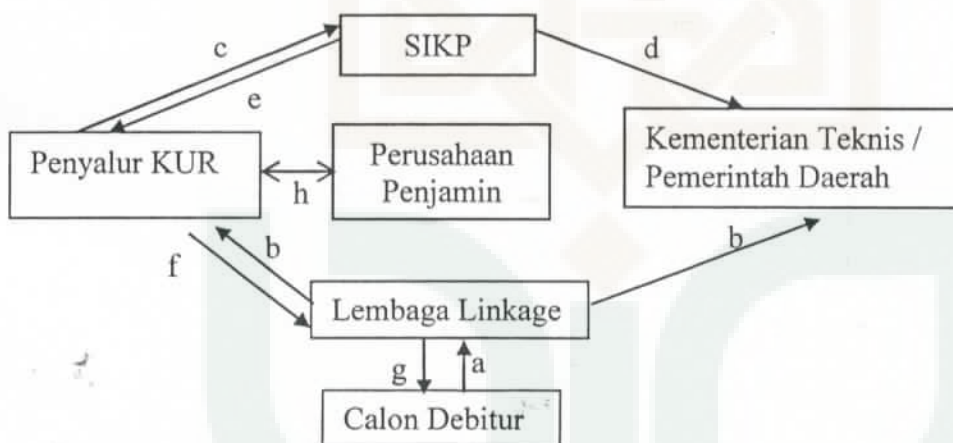 c
SIKP
d
e
Penyalur KUR
Perusahaan
Penjamin
Kementerian Teknis /
Pemerintah Daerah
h
f
b
b
Lembaga Linkage
g
a
Calon Debitur